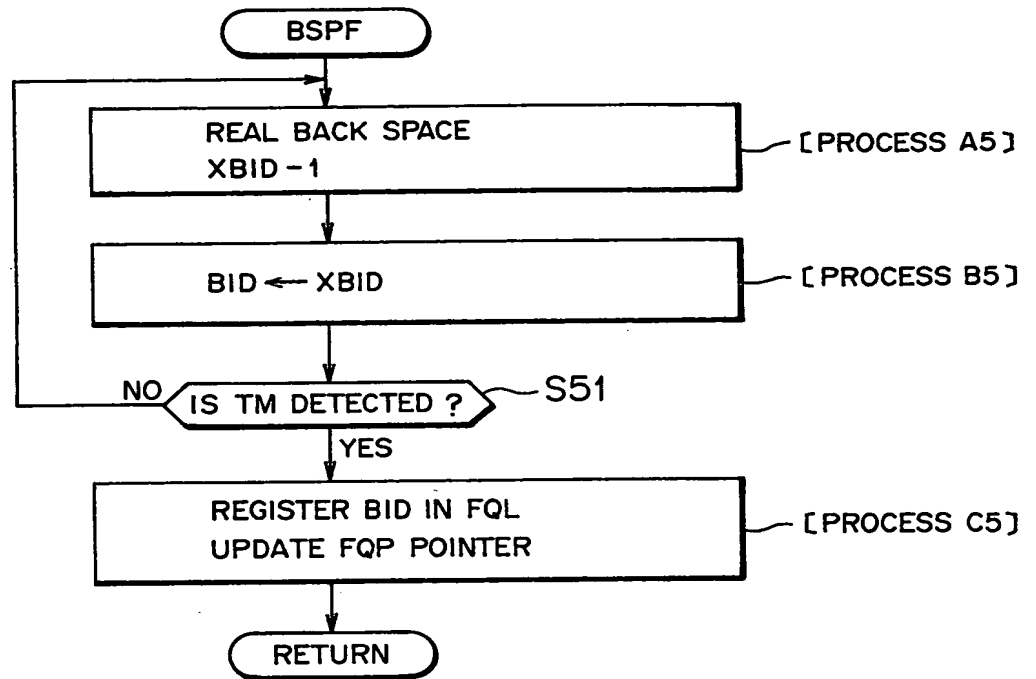 BSPF
REAL BACK SPACE
XBID-1
[PROCESS A5]
BID ← XBID
[PROCESS B5]
NO
IS TM DETECTED ?
S51
YES
REGISTER BID IN FQL
UPDATE FQP POINTER
[PROCESS C5]
RETURN